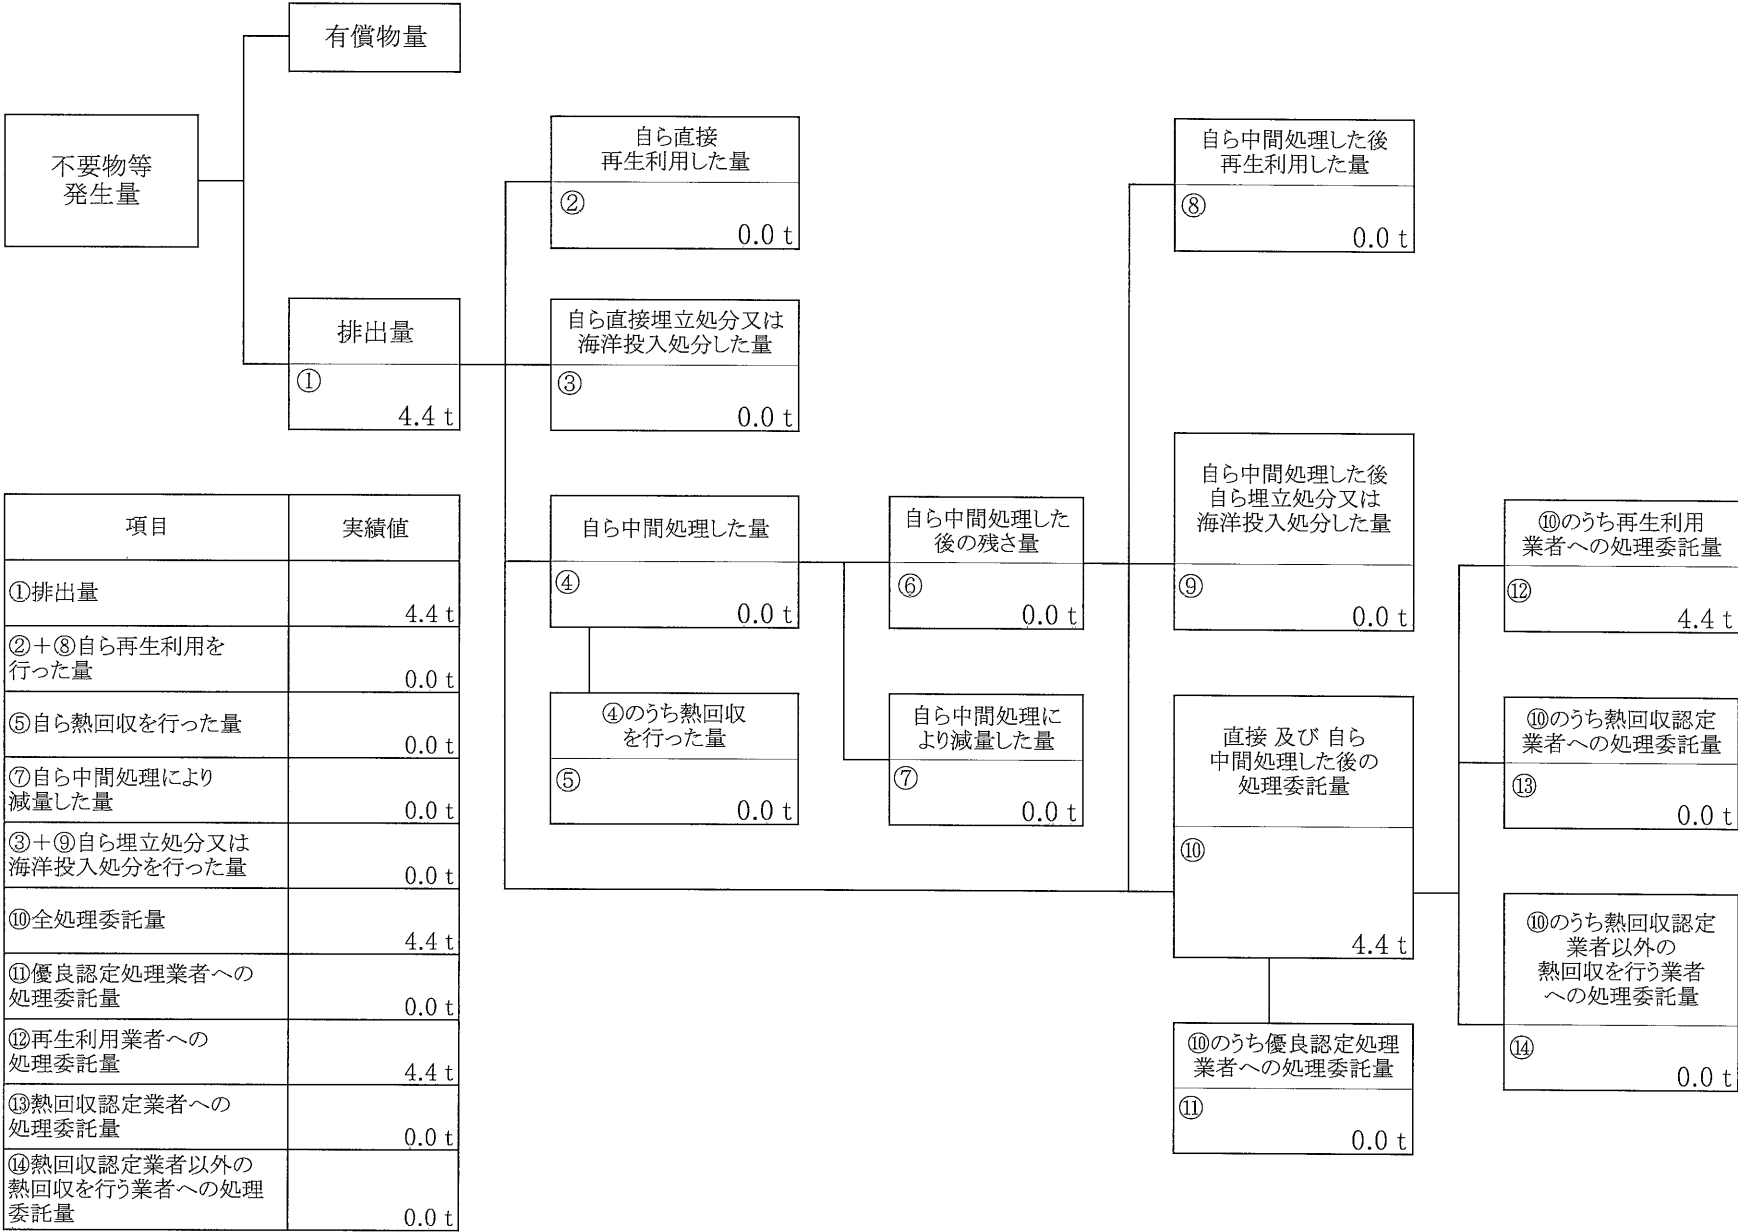 有償物量
不要物等
発生量
排出量
①
4.4 t
自ら直接
再生利用した量
②
0.0 t
自ら直接埋立処分又は
海洋投入処分した量
③
0.0 t
自ら中間処理した量
④
0.0 t
④のうち熱回収
を行った量
⑤
0.0 t
自ら中間処理した
後の残さ量
⑥
0.0 t
自ら中間処理に
より減量した量
⑦
0.0 t
自ら中間処理した後
再生利用した量
⑧
0.0 t
自ら中間処理した後
自ら埋立処分又は
海洋投入処分した量
⑨
0.0 t
直接 及び 自ら
中間処理した後の
処理委託量
⑩
4.4 t
⑩のうち優良認定処理
業者への処理委託量
⑪
0.0 t
⑩のうち再生利用
業者への処理委託量
⑫
4.4 t
⑩のうち熱回収認定
業者への処理委託量
⑬
0.0 t
⑩のうち熱回収認定
業者以外の
熱回収を行う業者
への処理委託量
⑭
0.0 t
項目 実績値
①排出量
4.4 t
②+⑧自ら再生利用を
行った量
0.0 t
⑤自ら熱回収を行った量
0.0 t
⑦自ら中間処理により
減量した量
0.0 t
③+⑨自ら埋立処分又は
海洋投入処分を行った量
0.0 t
⑩全処理委託量
4.4 t
⑪優良認定処理業者への
処理委託量
0.0 t
⑫再生利用業者への
処理委託量
4.4 t
⑬熱回収認定業者への
処理委託量
0.0 t
⑭熱回収認定業者以外の
熱回収を行う業者への処理
委託量
0.0 t